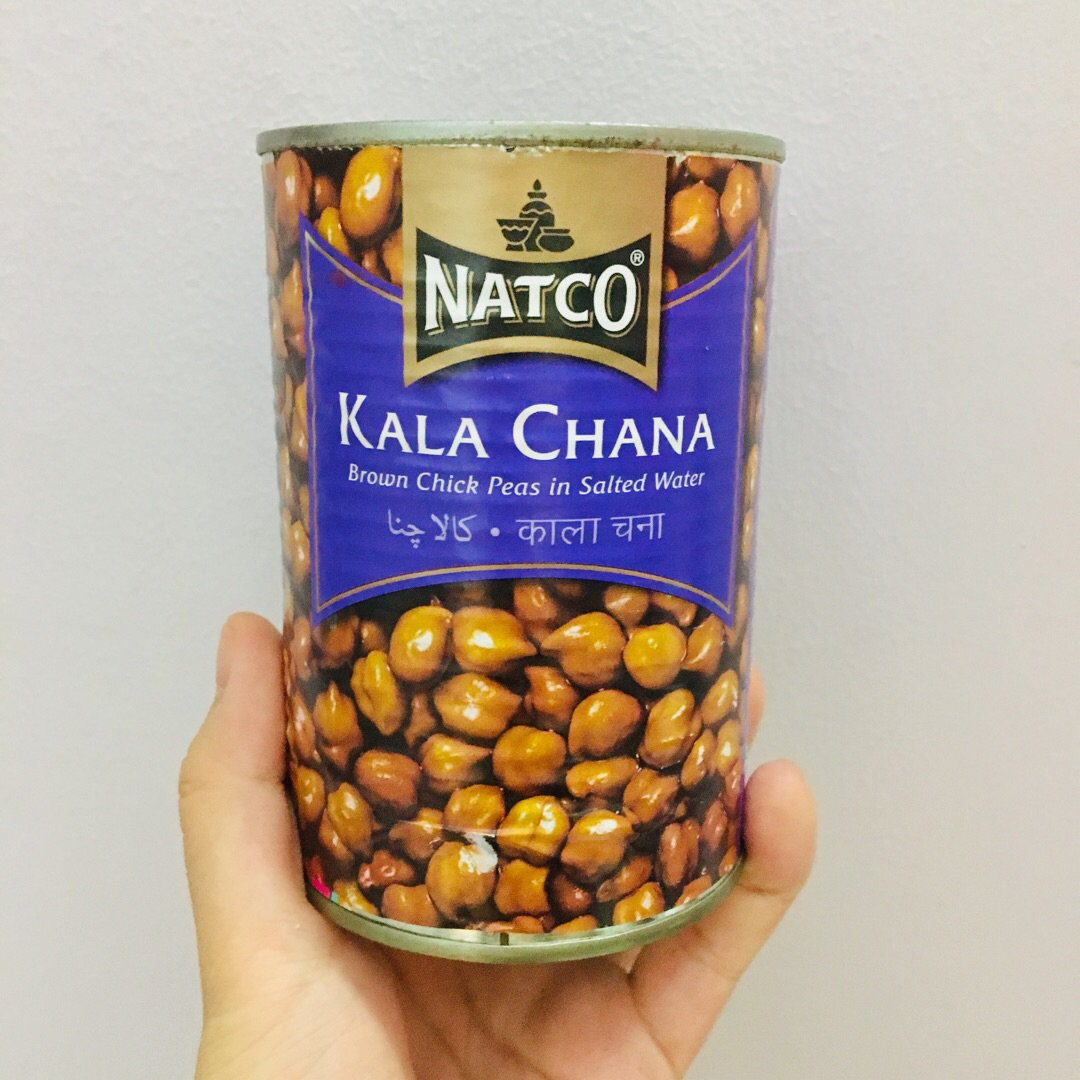 NATCO®
KALA CHANA
Brown Chick Peas in Salted Water
کالا چنا • काला चना